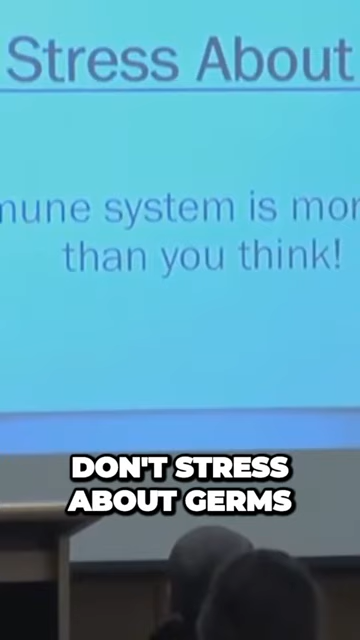 Stress About
mune system is mor
than you think!
DON'T STRESS
ABOUT GERMS